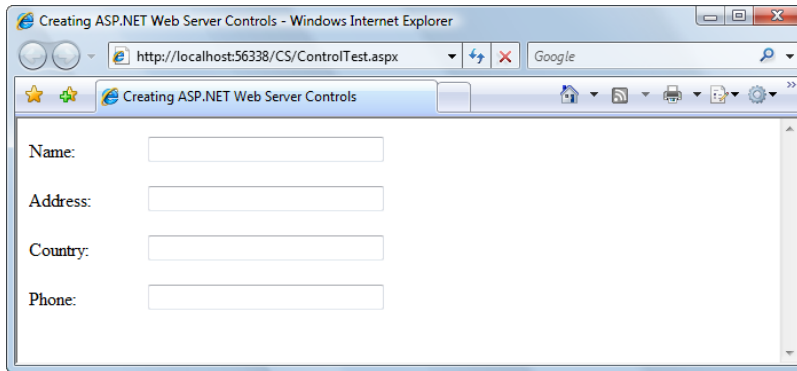 Creating ASP.NET Web Server Controls - Windows Internet Explorer
http://localhost:56338/CS/ControlTest.aspx
Google
Creating ASP.NET Web Server Controls
Name:
Address:
Country:
Phone: